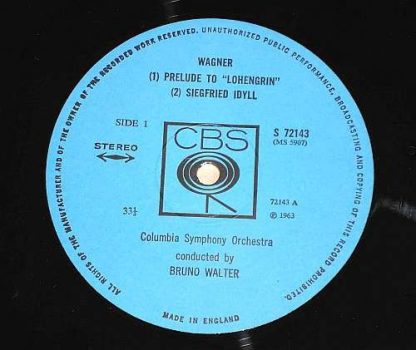 ALL RIGHTS OF THE MANUFACTURER AND OF THE OWNER OF THE RECORDED WORK RESERVED. UNAUTHORIZED PUBLIC PERFORMANCE, BROADCASTING AND COPYING OF THIS RECORD PROHIBITED.
WAGNER
(1) PRELUDE TO "LOHENGRIN"
(2) SIEGFRIED IDYLL
SIDE 1
CBS
S 72143
(MS 5907)
STEREO
33⅓
72143 A
℗ 1963
Columbia Symphony Orchestra
conducted by
BRUNO WALTER
MADE IN ENGLAND